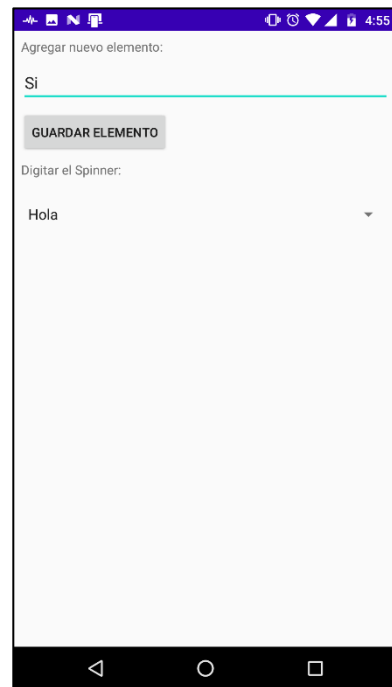 4:55
Agregar nuevo elemento:
Si
GUARDAR ELEMENTO
Digitar el Spinner:
Hola